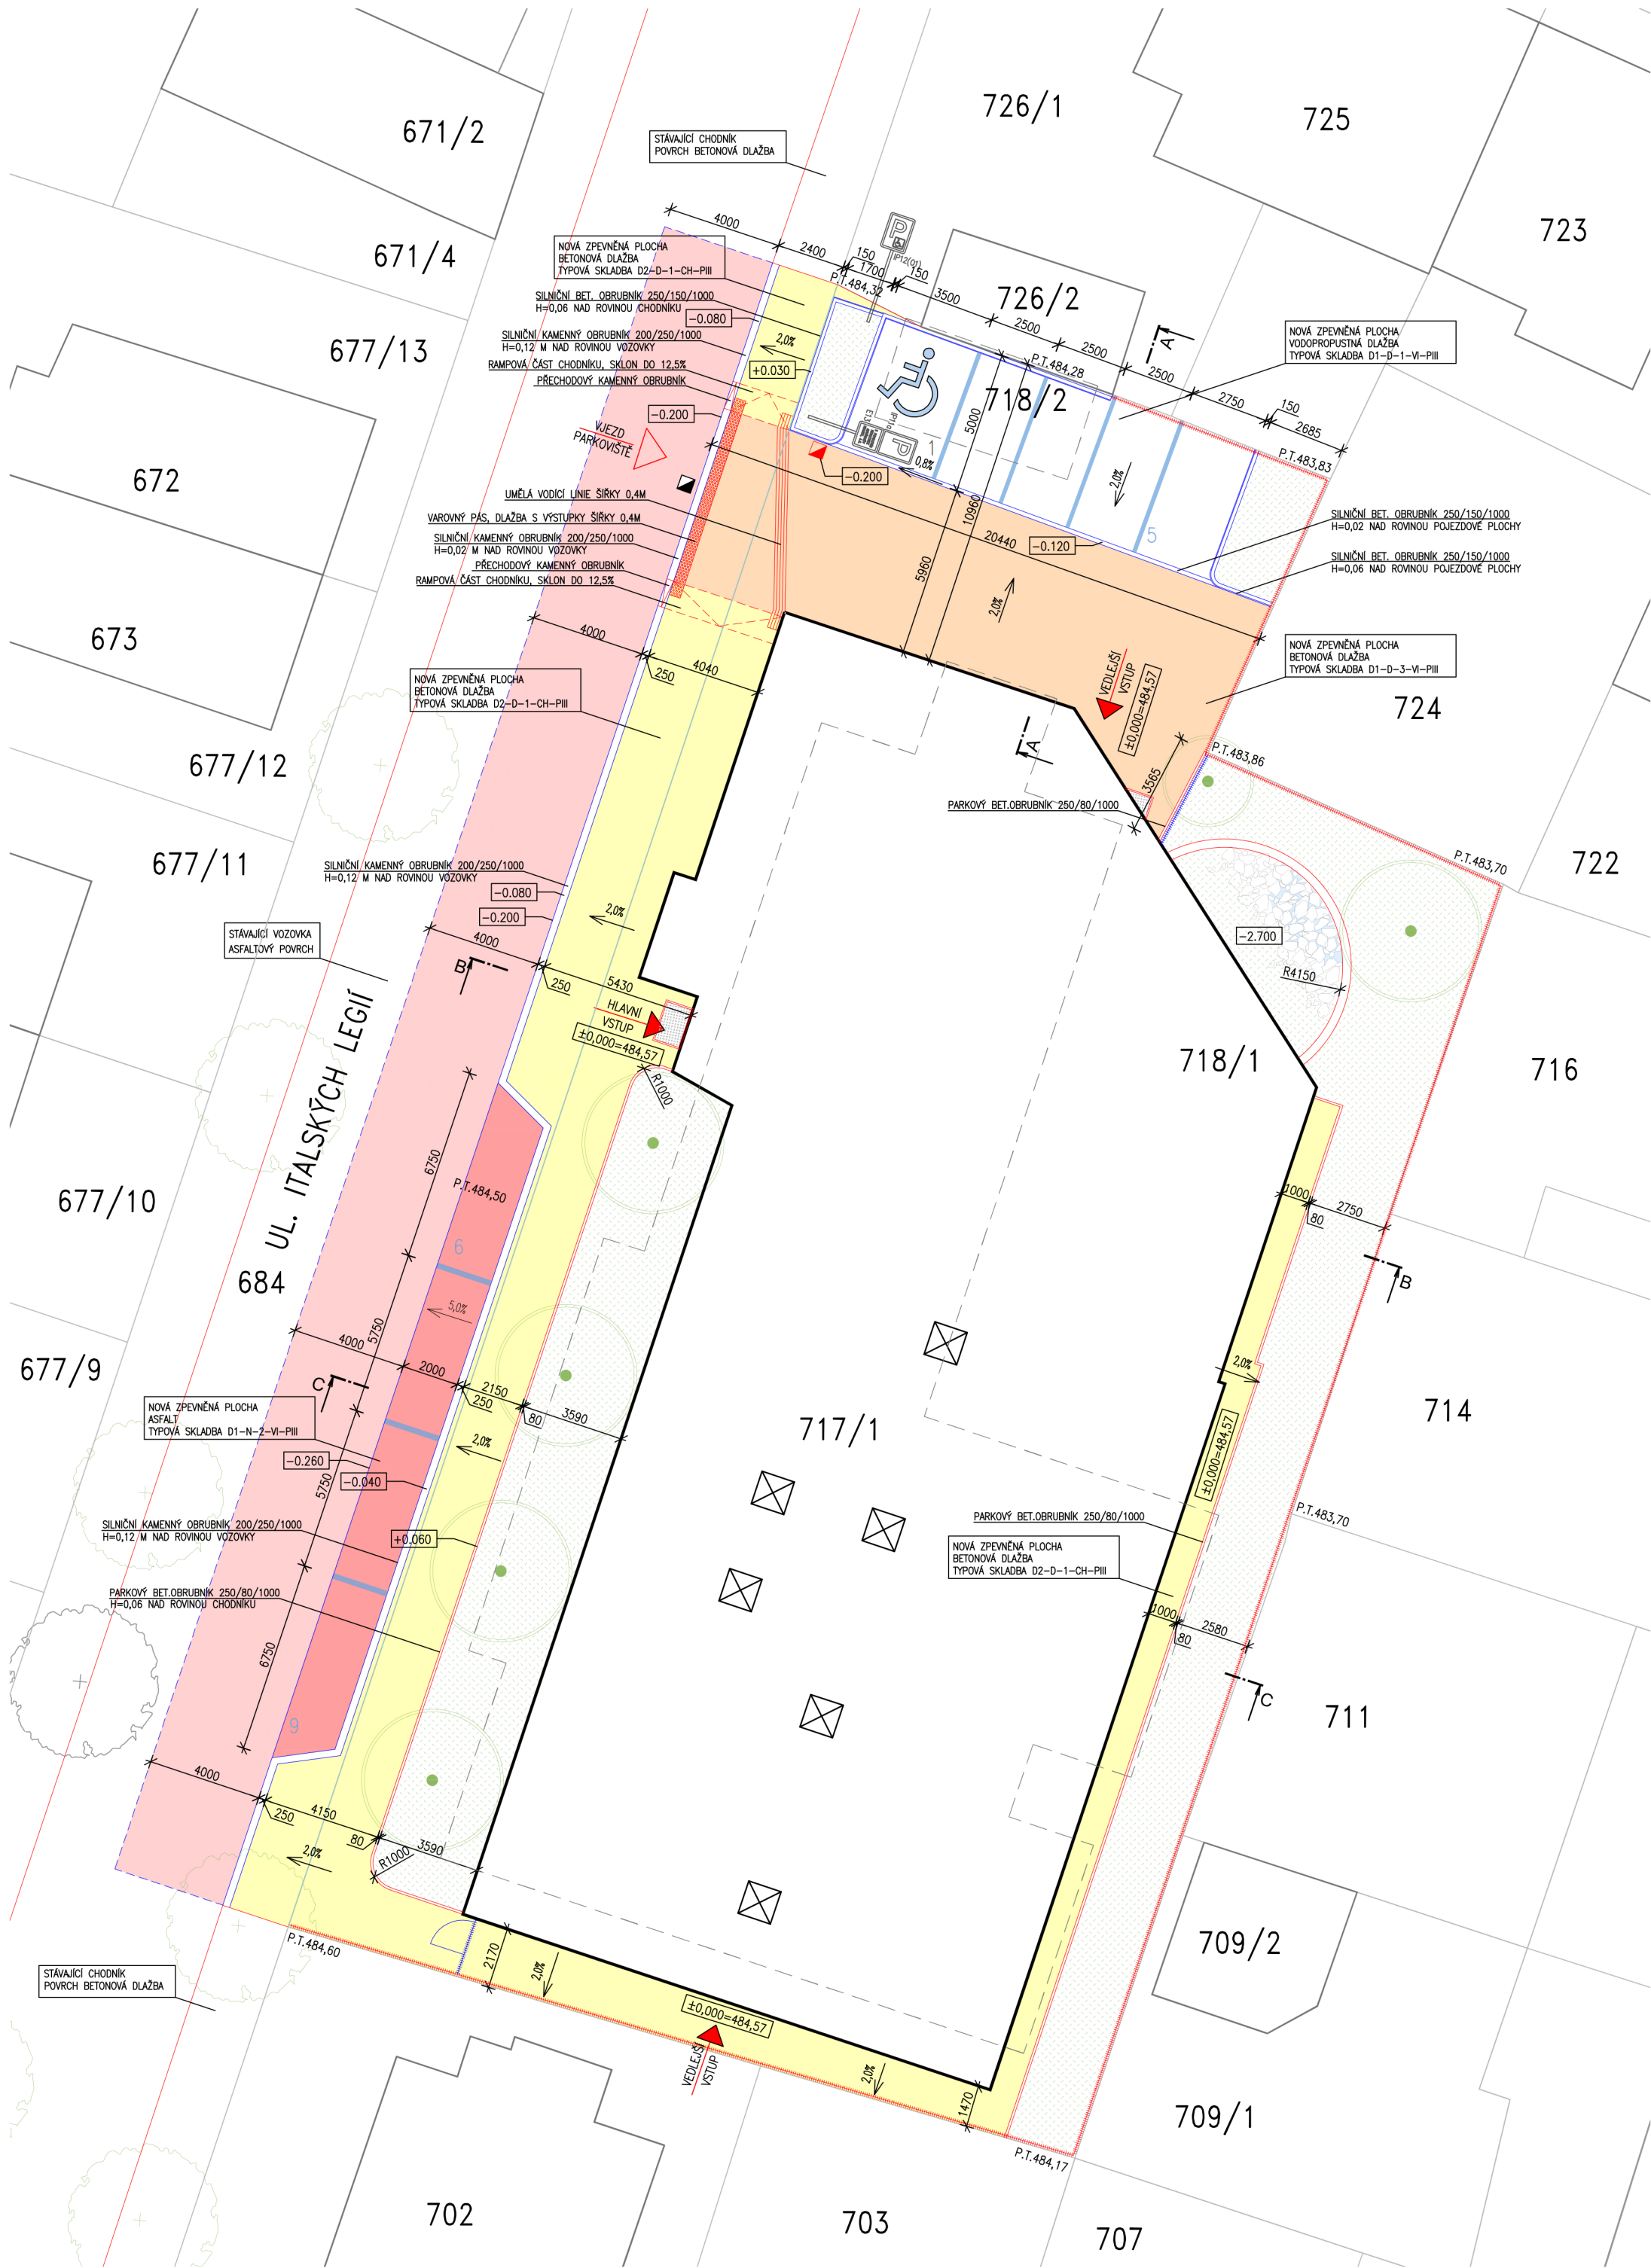 726/1
725
671/2
STÁVAJÍCÍ CHODNÍK
POVRCH BETONOVÁ DLAŽBA
723
671/4
4000
2400
150
1700
150
IP12(O1)
P.T.484,32
3500
2500
2500
2500
2750
150
2685
726/2
NOVÁ ZPEVNĚNÁ PLOCHA
BETONOVÁ DLAŽBA
TYPOVÁ SKLADBA D2-D-1-CH-PIII
SILNIČNÍ BET. OBRUBNÍK 250/150/1000
H=0,06 NAD ROVINOU CHODNÍKU
-0.080
677/13
SILNIČNÍ KAMENNÝ OBRUBNÍK 200/250/1000
H=0,12 M NAD ROVINOU VOZOVKY
2,0%
+0.030
RAMPOVÁ ČÁST CHODNÍKU, SKLON DO 12,5%
PŘECHODOVÝ KAMENNÝ OBRUBNÍK
A
NOVÁ ZPEVNĚNÁ PLOCHA
VODOPROPUSTNÁ DLAŽBA
TYPOVÁ SKLADBA D1-D-1-VI-PIII
P.T.484,28
718/2
-0.200
VJEZD
PARKOVIŠTĚ
E13
IP11c
P
1
5000
0,8%
-0.200
2,0%
P.T.483,83
672
UMĚLÁ VODÍCÍ LINIE ŠÍŘKY 0,4M
VAROVNÝ PÁS, DLAŽBA S VÝSTUPKY ŠÍŘKY 0,4M
SILNIČNÍ KAMENNÝ OBRUBNÍK 200/250/1000
H=0,02 M NAD ROVINOU VOZOVKY
PŘECHODOVÝ KAMENNÝ OBRUBNÍK
RAMPOVÁ ČÁST CHODNÍKU, SKLON DO 12,5%
10960
20440
-0.120
5
5960
2,0%
SILNIČNÍ BET. OBRUBNÍK 250/150/1000
H=0,02 NAD ROVINOU POJEZDOVÉ PLOCHY
SILNIČNÍ BET. OBRUBNÍK 250/150/1000
H=0,06 NAD ROVINOU POJEZDOVÉ PLOCHY
673
4000
250
4040
NOVÁ ZPEVNĚNÁ PLOCHA
BETONOVÁ DLAŽBA
TYPOVÁ SKLADBA D2-D-1-CH-PIII
VEDLEJŠÍ
VSTUP
±0,000=484,57
NOVÁ ZPEVNĚNÁ PLOCHA
BETONOVÁ DLAŽBA
TYPOVÁ SKLADBA D1-D-3-VI-PIII
724
677/12
A
P.T.483,86
3565
PARKOVÝ BET.OBRUBNÍK 250/80/1000
677/11
SILNIČNÍ KAMENNÝ OBRUBNÍK 200/250/1000
H=0,12 M NAD ROVINOU VOZOVKY
-0.080
-0.200
2,0%
P.T.483,70
722
STÁVAJÍCÍ VOZOVKA
ASFALTOVÝ POVRCH
4000
250
5430
B
-2.700
R4150
HLAVNÍ
VSTUP
±0,000=484,57
UL. ITALSKÝCH LEGIÍ
718/1
716
R1000
6750
P.T.484,50
677/10
684
6
1000
80
2750
B
5,0%
5750
4000
2000
250
2150
80
3590
677/9
C
2,0%
714
NOVÁ ZPEVNĚNÁ PLOCHA
ASFALT
TYPOVÁ SKLADBA D1-N-2-VI-PIII
717/1
±0,000=484,57
-0.260
-0.040
2,0%
5750
SILNIČNÍ KAMENNÝ OBRUBNÍK 200/250/1000
H=0,12 M NAD ROVINOU VOZOVKY
+0.060
PARKOVÝ BET.OBRUBNÍK 250/80/1000
P.T.483,70
NOVÁ ZPEVNĚNÁ PLOCHA
BETONOVÁ DLAŽBA
TYPOVÁ SKLADBA D2-D-1-CH-PIII
PARKOVÝ BET.OBRUBNÍK 250/80/1000
H=0,06 NAD ROVINOU CHODNÍKU
6750
1000
80
2580
C
711
9
4000
250
4150
80
3590
2,0%
R1000
P.T.484,60
2170
2,0%
709/2
STÁVAJÍCÍ CHODNÍK
POVRCH BETONOVÁ DLAŽBA
±0,000=484,57
VEDLEJŠÍ
VSTUP
2,0%
1470
709/1
P.T.484,17
702
703
707